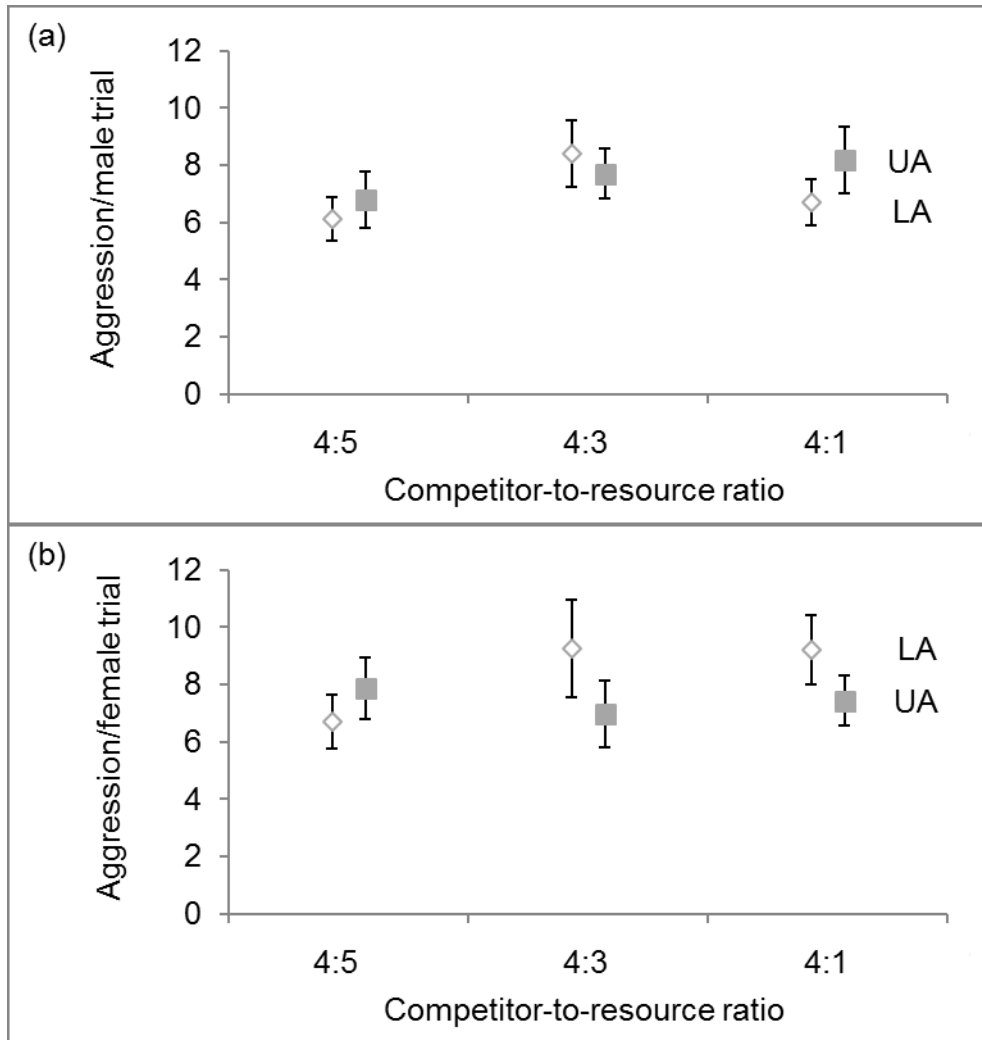 (a)
Aggression/male trial
12
10
8
6
4
2
0
UA
LA
4:5 4:3 4:1
Competitor-to-resource ratio
(b)
Aggression/female trial
12
10
8
6
4
2
0
LA
UA
4:5 4:3 4:1
Competitor-to-resource ratio